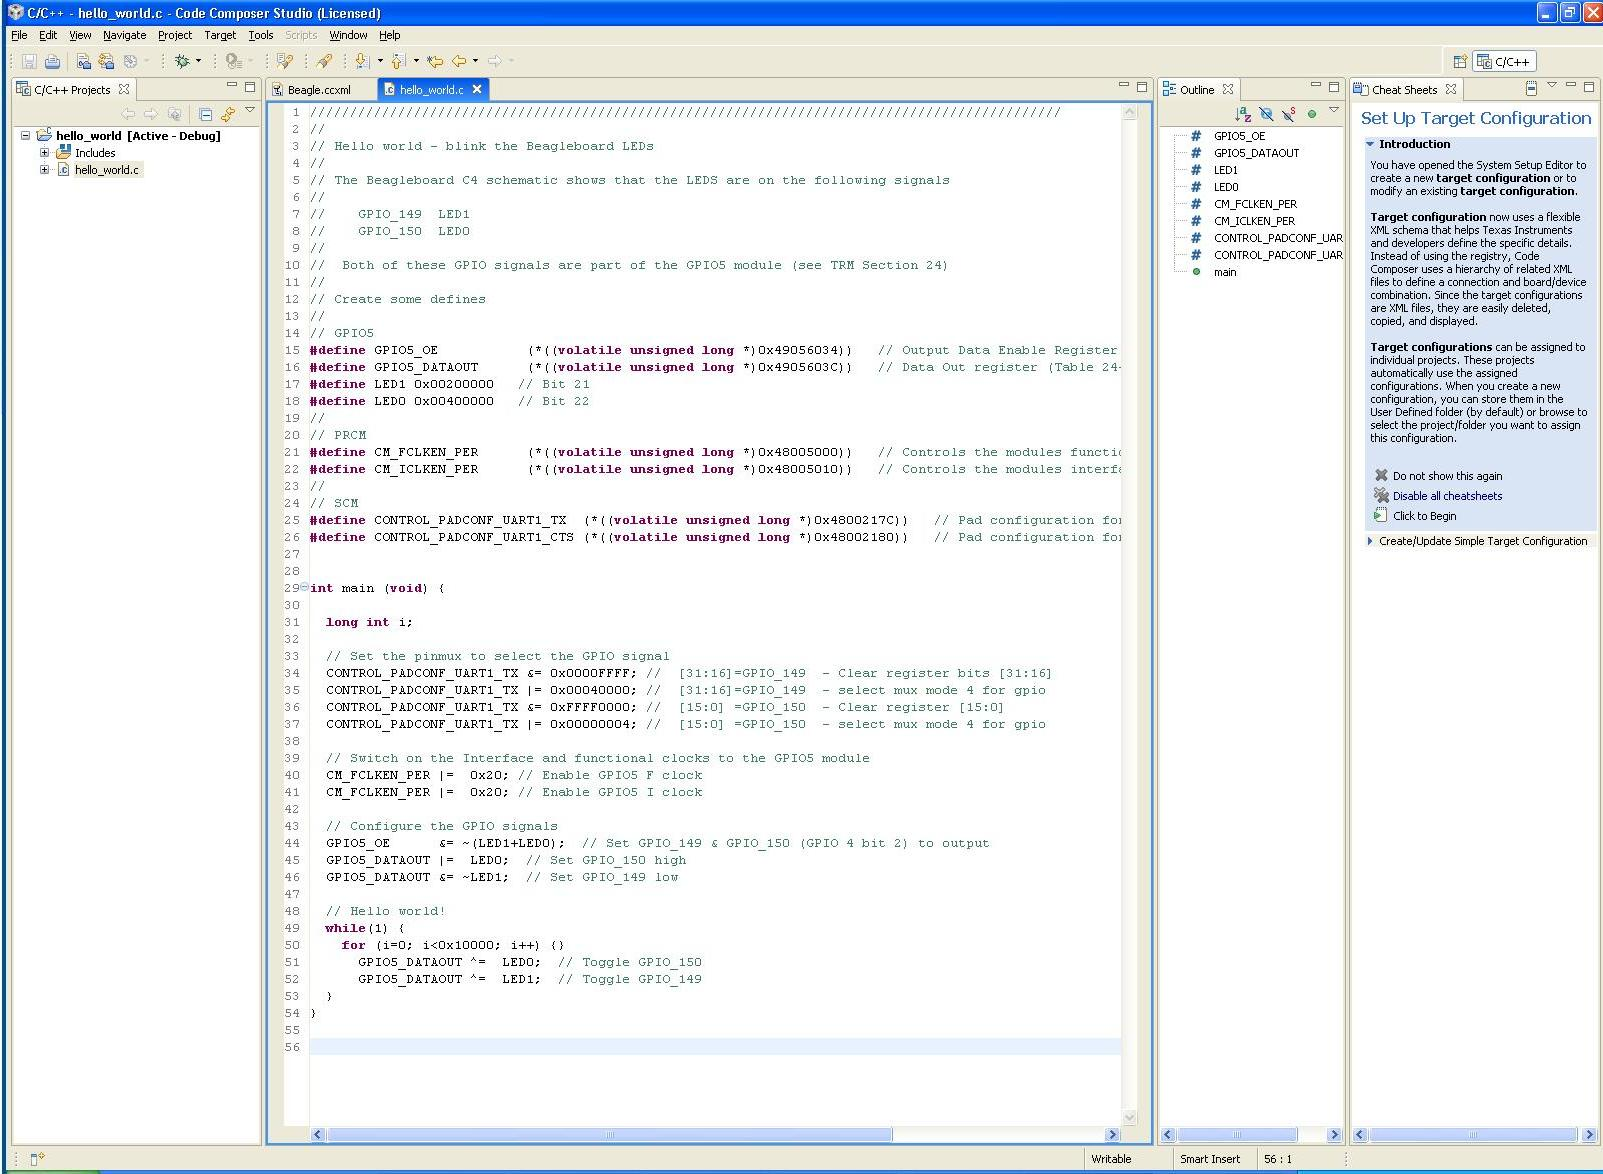 C/C++ - hello_world.c - Code Composer Studio (Licensed)
File Edit View Navigate Project Target Tools Scripts Window Help
C/C++
C/C++ Projects
hello_world [Active - Debug]
Includes
hello_world.c
Beagle.ccxml hello_world.c
1 //////////////////////////////////////////////////////////////////////////////////////////////
2 //
3 // Hello world - blink the Beagleboard LEDs
4 //
5 // The Beagleboard C4 schematic shows that the LEDS are on the following signals
6 //
7 //    GPIO_149  LED1
8 //    GPIO_150  LED0
9 //
10 //  Both of these GPIO signals are part of the GPIO5 module (see TRM Section 24)
11 //
12 // Create some defines
13 //
14 // GPIO5
15 #define GPIO5_OE           (*((volatile unsigned long *)0x49056034))   // Output Data Enable Register
16 #define GPIO5_DATAOUT      (*((volatile unsigned long *)0x4905603C))   // Data Out register (Table 24-
17 #define LED1 0x00200000   // Bit 21
18 #define LED0 0x00400000   // Bit 22
19 //
20 // PRCM
21 #define CM_FCLKEN_PER      (*((volatile unsigned long *)0x48005000))   // Controls the modules functi
22 #define CM_ICLKEN_PER      (*((volatile unsigned long *)0x48005010))   // Controls the modules interfa
23 //
24 // SCM
25 #define CONTROL_PADCONF_UART1_TX  (*((volatile unsigned long *)0x4800217C))   // Pad configuration for
26 #define CONTROL_PADCONF_UART1_CTS (*((volatile unsigned long *)0x48002180))   // Pad configuration for
27
28
29 int main (void) {
30
31   long int i;
32
33   // Set the pinmux to select the GPIO signal
34   CONTROL_PADCONF_UART1_TX &= 0x0000FFFF; //  [31:16]=GPIO_149  - Clear register bits [31:16]
35   CONTROL_PADCONF_UART1_TX |= 0x00040000; //  [31:16]=GPIO_149  - select mux mode 4 for gpio
36   CONTROL_PADCONF_UART1_TX &= 0xFFFF0000; //  [15:0] =GPIO_150  - Clear register [15:0]
37   CONTROL_PADCONF_UART1_TX |= 0x00000004; //  [15:0] =GPIO_150  - select mux mode 4 for gpio
38
39   // Switch on the Interface and functional clocks to the GPIO5 module
40   CM_FCLKEN_PER |=  0x20; // Enable GPIO5 F clock
41   CM_FCLKEN_PER |=  0x20; // Enable GPIO5 I clock
42
43   // Configure the GPIO signals
44   GPIO5_OE      &= ~(LED1+LED0);  // Set GPIO_149 & GPIO_150 (GPIO 4 bit 2) to output
45   GPIO5_DATAOUT |=  LED0;  // Set GPIO_150 high
46   GPIO5_DATAOUT &= ~LED1;  // Set GPIO_149 low
47
48   // Hello world!
49   while(1) {
50     for (i=0; i<0x10000; i++) {}
51       GPIO5_DATAOUT ^=  LED0;  // Toggle GPIO_150
52       GPIO5_DATAOUT ^=  LED1;  // Toggle GPIO_149
53   }
54 }
55
56
Outline
GPIO5_OE
GPIO5_DATAOUT
LED1
LED0
CM_FCLKEN_PER
CM_ICLKEN_PER
CONTROL_PADCONF_UAR
CONTROL_PADCONF_UAR
main
Cheat Sheets
Set Up Target Configuration
Introduction
You have opened the System Setup Editor to
create a new target configuration or to
modify an existing target configuration.
Target configuration now uses a flexible
XML schema that helps Texas Instruments
and developers define the specific details.
Instead of using the registry, Code
Composer uses a hierarchy of related XML
files to define a connection and board/device
combination. Since the target configurations
are XML files, they are easily deleted,
copied, and displayed.
Target configurations can be assigned to
individual projects. These projects
automatically use the assigned
configurations. When you create a new
configuration, you can store them in the
User Defined folder (by default) or browse to
select the project/folder you want to assign
this configuration.
Do not show this again
Disable all cheatsheets
Click to Begin
Create/Update Simple Target Configuration
Writable Smart Insert 56 : 1